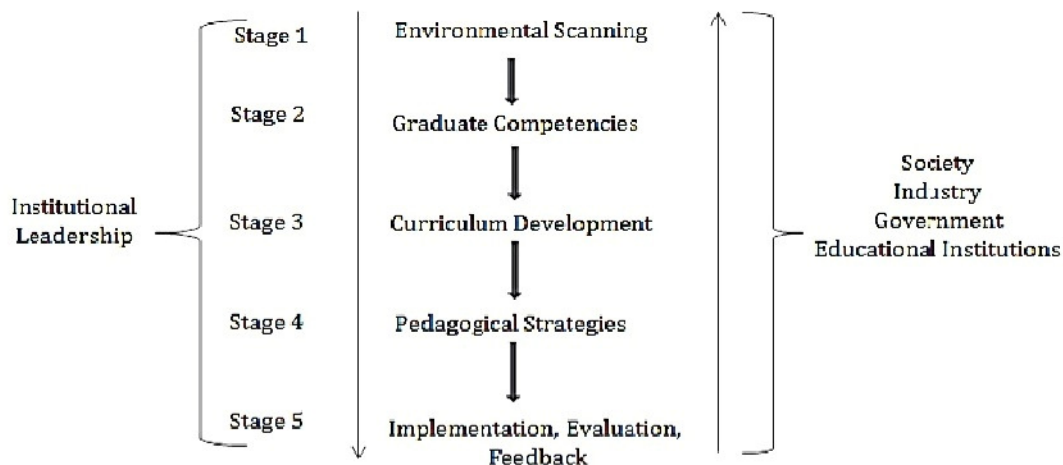 Stage 1
Environmental Scanning
Stage 2
Graduate Competencies
Institutional
Leadership
Stage 3
Curriculum Development
Society
Industry
Government
Educational Institutions
Stage 4
Pedagogical Strategies
Stage 5
Implementation, Evaluation,
Feedback